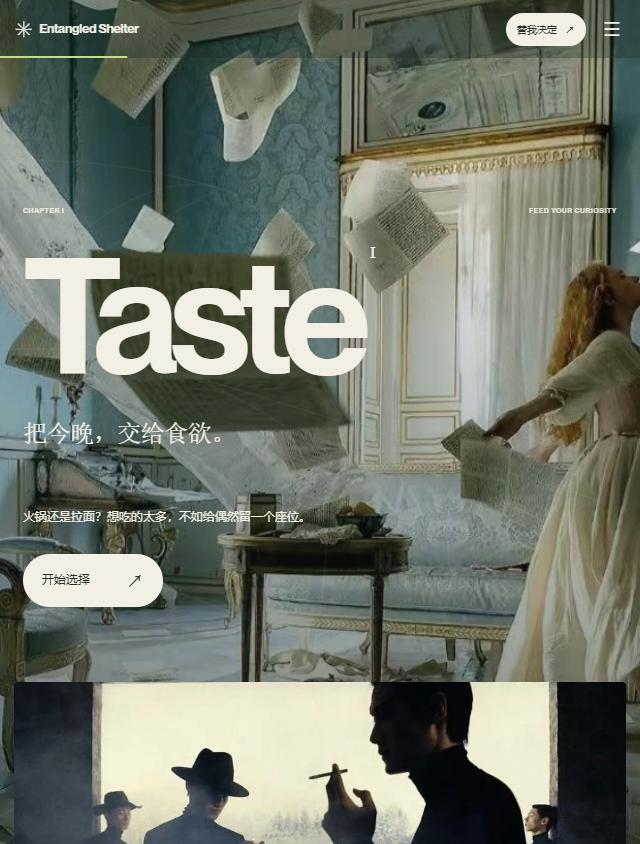 Entangled Shelter
替我决定 ↗
CHAPTER I
FEED YOUR CURIOSITY
Taste
把今晚，交给食欲。
火锅还是拉面？想吃的太多，不如给偶然留一个座位。
开始选择 ↗